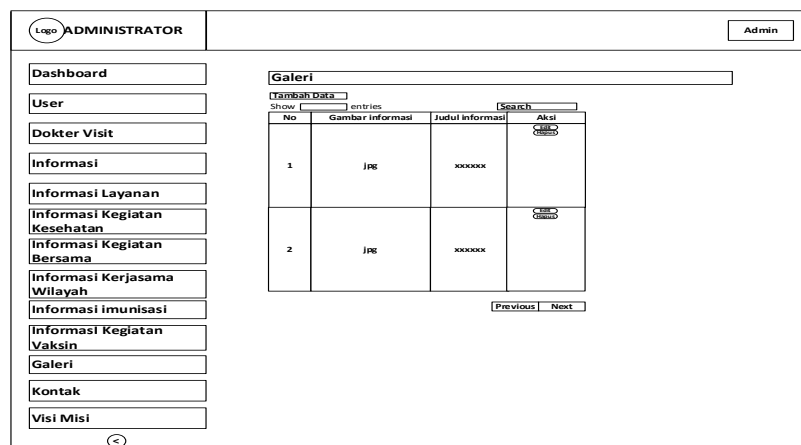 Logo ADMINISTRATOR
Admin
Dashboard
User
Dokter Visit
Informasi
Informasi Layanan
Informasi Kegiatan
Kesehatan
Informasi Kegiatan
Bersama
Informasi Kerjasama
Wilayah
Informasi imunisasi
InformasI Kegiatan
Vaksin
Galeri
Kontak
Visi Misi
<
Galeri
Tambah Data
Show entries Search
No Gambar informasi Judul informasi Aksi
Edit
Hapus
1 jpg xxxxxx
Edit
Hapus
2 jpg xxxxxx
Previous Next